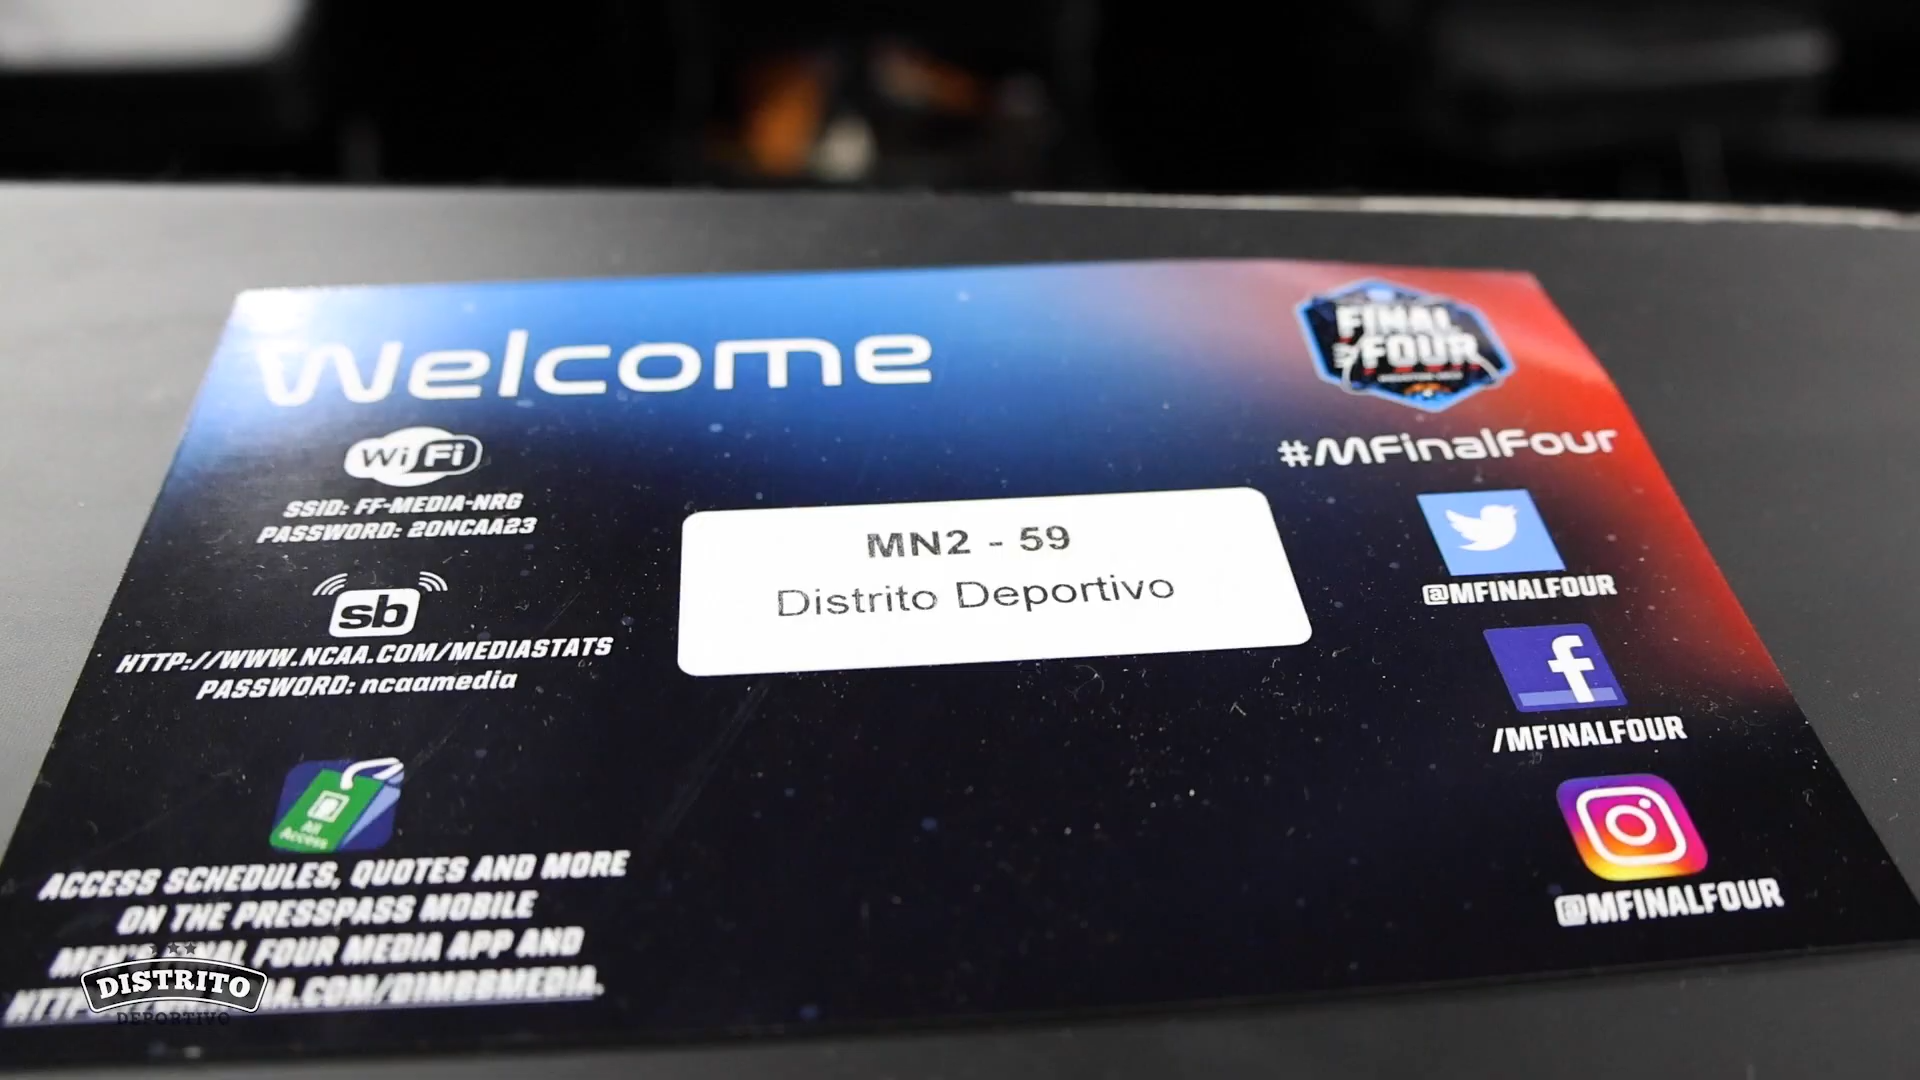 Welcome
WiFi
SSID: FF-MEDIA-NRG
PASSWORD: 20NCAA23
sb
HTTP://WWW.NCAA.COM/MEDIASTATS
PASSWORD: ncaamedia
All
Access
ACCESS SCHEDULES, QUOTES AND MORE
ON THE PRESSPASS MOBILE
FOUR MEDIA APP AND
MN2 - 59
Distrito Deportivo
FINAL
FOUR
#MFinalFour
@MFINALFOUR
/MFINALFOUR
@MFINALFOUR
DISTRITO
DEPORTIVO